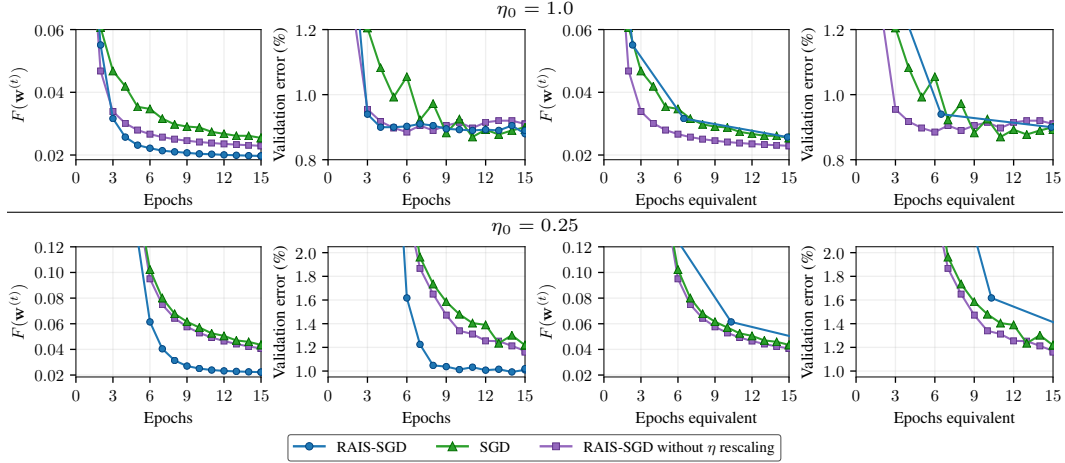 η₀ = 1.0
F(w⁽ᵗ⁾)
0.06
0.04
0.02
0 3 6 9 12 15
Epochs
Validation error (%)
1.2
1.0
0.8
0 3 6 9 12 15
Epochs
F(w⁽ᵗ⁾)
0.06
0.04
0.02
0 3 6 9 12 15
Epochs equivalent
Validation error (%)
1.2
1.0
0.8
0 3 6 9 12 15
Epochs equivalent
η₀ = 0.25
F(w⁽ᵗ⁾)
0.12
0.10
0.08
0.06
0.04
0.02
0 3 6 9 12 15
Epochs
Validation error (%)
2.0
1.8
1.6
1.4
1.2
1.0
0 3 6 9 12 15
Epochs
F(w⁽ᵗ⁾)
0.12
0.10
0.08
0.06
0.04
0.02
0 3 6 9 12 15
Epochs equivalent
Validation error (%)
2.0
1.8
1.6
1.4
1.2
1.0
0 3 6 9 12 15
Epochs equivalent
RAIS-SGD SGD RAIS-SGD without η rescaling